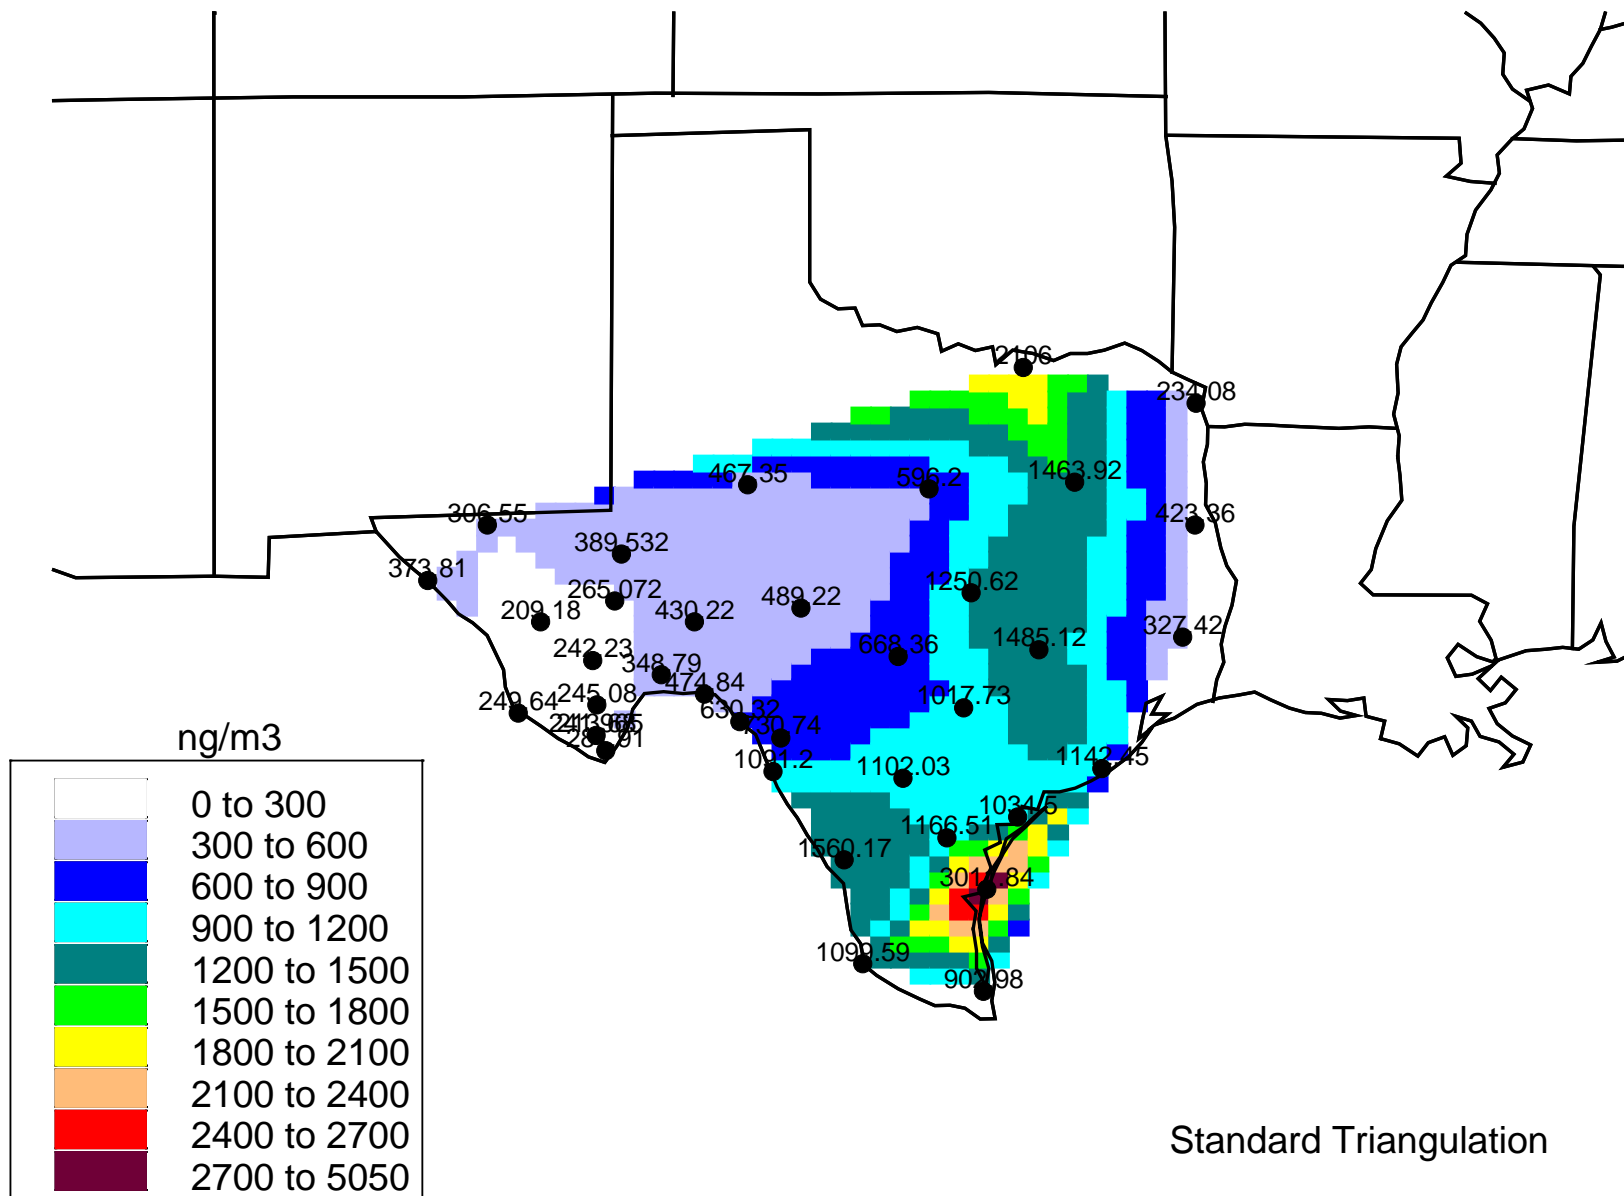 2106
234.08
467.35
596.2
1463.92
306.55
423.36
389.532
373.81
265.072
1250.62
209.18
430.22
489.22
327.42
1485.12
242.23
668.36
348.79
474.84
245.08
1017.73
249.64
630.32
730.74
ng/m3
1091.2
1102.03
1142.45
0 to 300
1034.5
300 to 600
1166.51
1560.17
600 to 900
900 to 1200
1200 to 1500
1099.59
902.98
1500 to 1800
1800 to 2100
2100 to 2400
2400 to 2700
Standard Triangulation
2700 to 5050